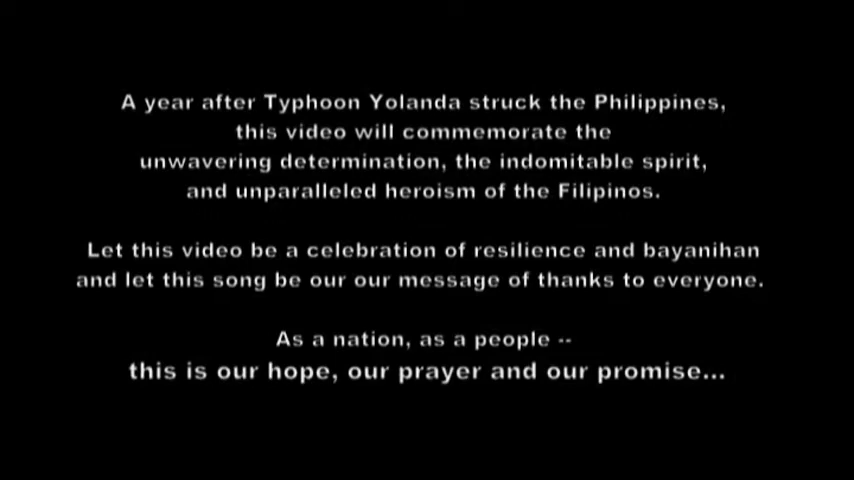 A year after Typhoon Yolanda struck the Philippines,
this video will commemorate the
unwavering determination, the indomitable spirit,
and unparalleled heroism of the Filipinos.
Let this video be a celebration of resilience and bayanihan
and let this song be our our message of thanks to everyone.
As a nation, as a people --
this is our hope, our prayer and our promise...